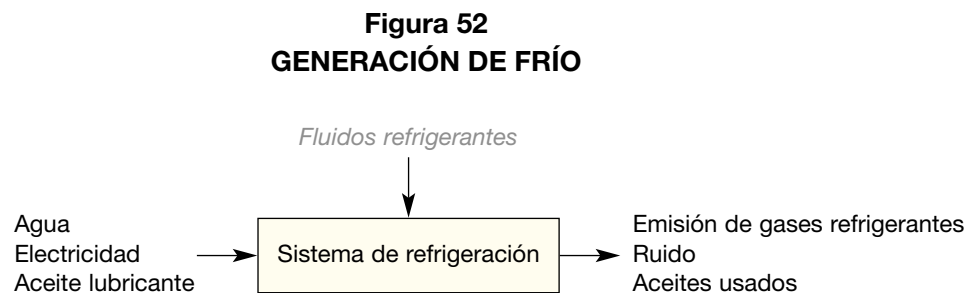 Figura 52
GENERACIÓN DE FRÍO
Fluidos refrigerantes
Agua
Electricidad
Aceite lubricante
Sistema de refrigeración
Emisión de gases refrigerantes
Ruido
Aceites usados